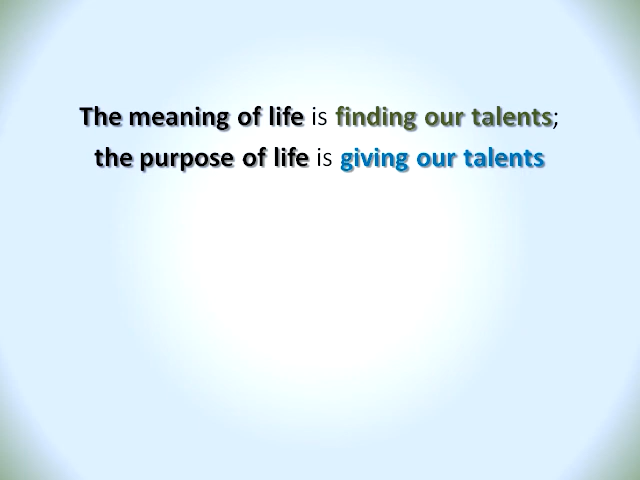 The meaning of life is finding our talents;
the purpose of life is giving our talents